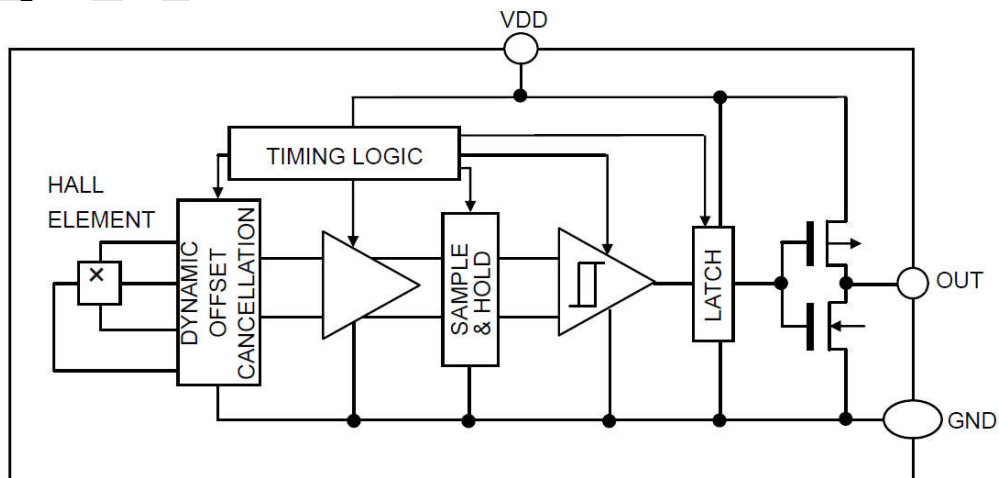 VDD
TIMING LOGIC
HALL
ELEMENT
DYNAMIC
OFFSET
CANCELLATION
SAMPLE
& HOLD
LATCH
OUT
GND